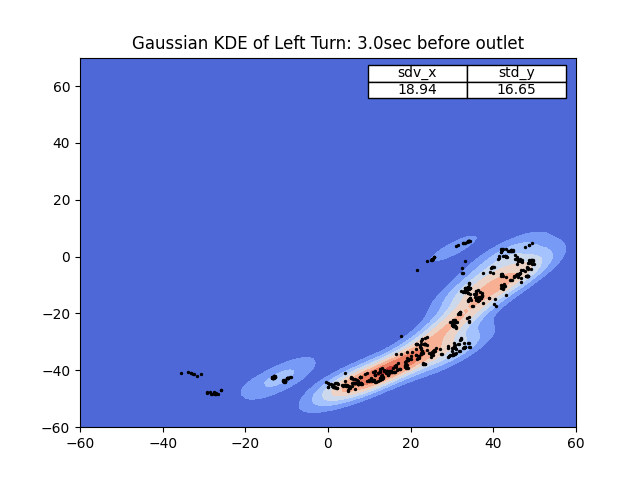 Gaussian KDE of Left Turn: 3.0sec before outlet
sdv_x std_y
18.94 16.65
60
40
20
0
−20
−40
−60
−60 −40 −20 0 20 40 60